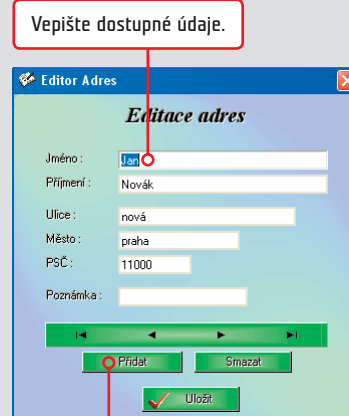 Vepište dostupné údaje.
Editor Adres
Editace adres
Jméno :
Jan
Příjmení :
Novák
Ulice :
nová
Město :
praha
PSČ :
11000
Poznámka :
Přidat
Smazat
Uložit